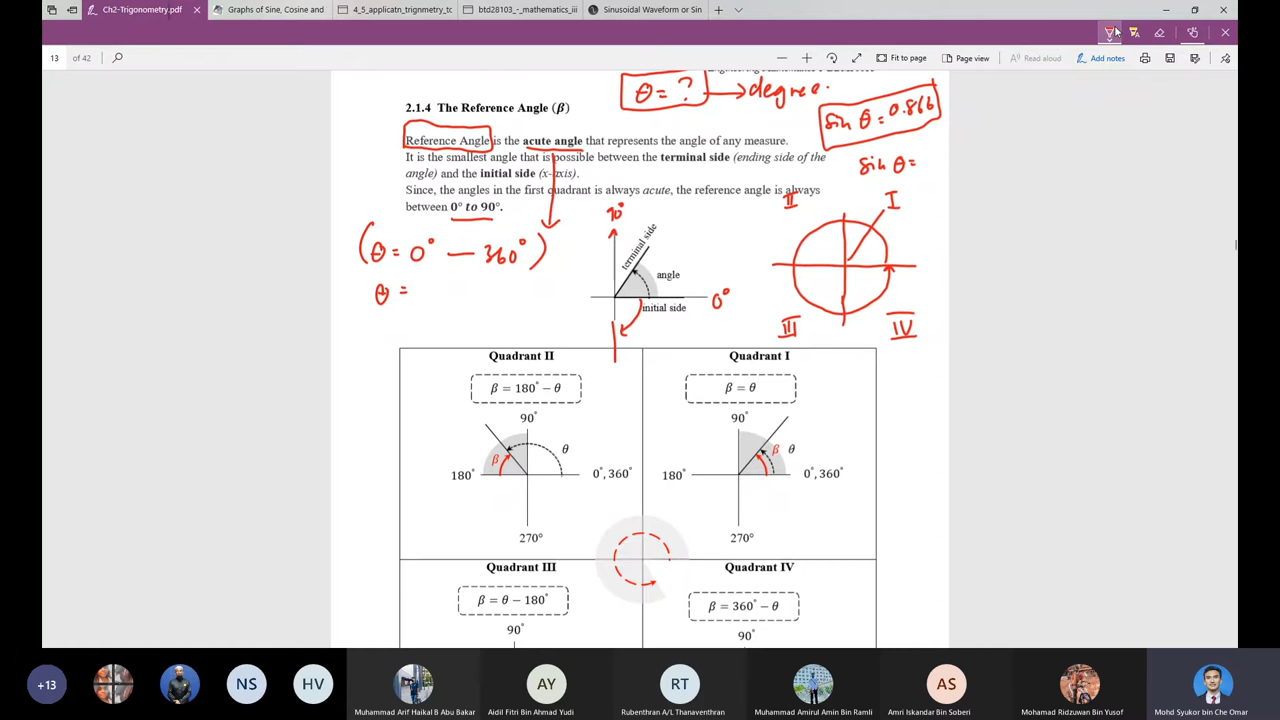 Ch2-Trigonometry.pdf
Graphs of Sine, Cosine and
4_5_applicatn_trignmetry_to
btd28103_-_mathematics_iii
Sinusoidal Waveform or Sin
13 of 42
Fit to page
Page view
Read aloud
Add notes
θ = ? → degree.
sin θ = 0.866
2.1.4 The Reference Angle (β)
Reference Angle is the acute angle that represents the angle of any measure.
It is the smallest angle that is possible between the terminal side (ending side of the
angle) and the initial side (x-axis).
Since, the angles in the first quadrant is always acute, the reference angle is always
between 0° to 90°.
sin θ =
(θ = 0° — 360°)
θ =
90°
terminal side
angle
initial side
0°
II
I
III
IV
Quadrant II
β = 180° − θ
90°
θ
β
180°
0°, 360°
270°
Quadrant I
β = θ
90°
β θ
180°
0°, 360°
270°
Quadrant III
β = θ − 180°
90°
Quadrant IV
β = 360° − θ
90°
+13
NS
HV
Muhammad Arif Haikal B Abu Bakar
AY
Aidil Fitri Bin Ahmad Yudi
RT
Rubenthran A/L Thanaventhran
Muhammad Amirul Amin Bin Ramli
AS
Amri Iskandar Bin Soberi
Mohamad Ridzuwan Bin Yusof
Mohd Syukor bin Che Omar